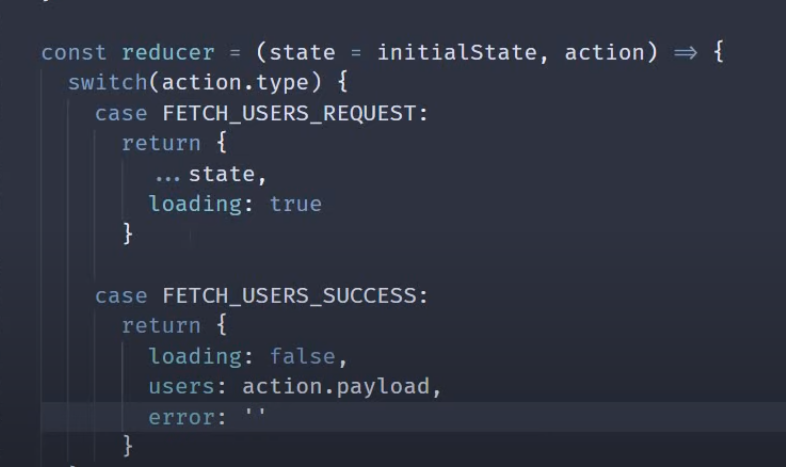 const reducer = (state = initialState, action) => {
switch(action.type) {
case FETCH_USERS_REQUEST:
return {
...state,
loading: true
}
case FETCH_USERS_SUCCESS:
return {
loading: false,
users: action.payload,
error: ''
}